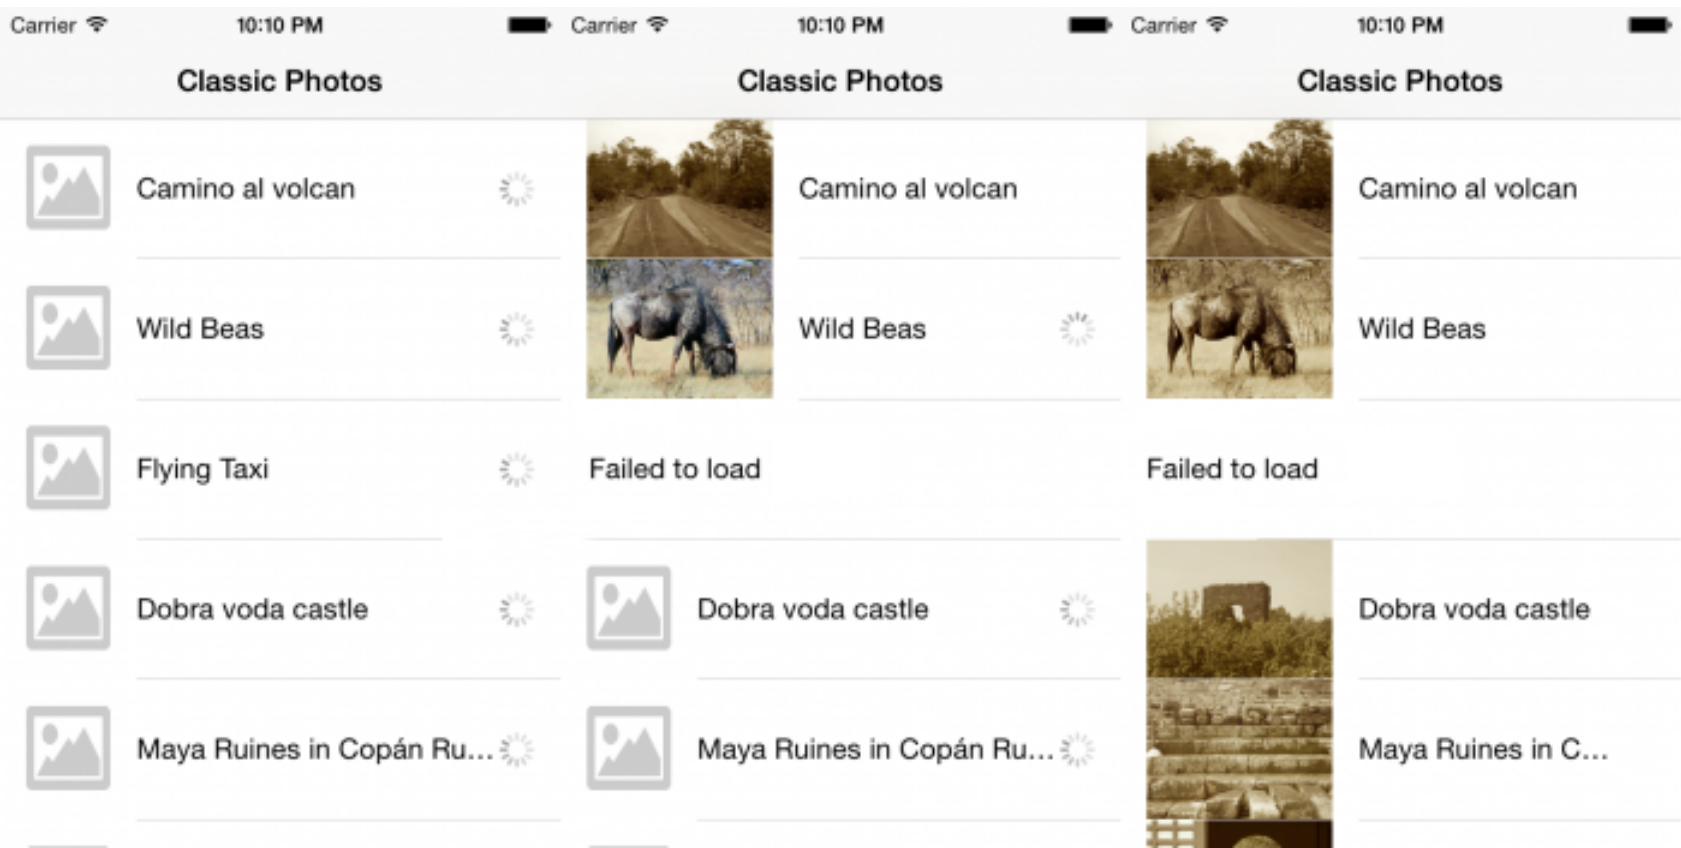 Carrier 10:10 PM
Classic Photos
Camino al volcan
Wild Beas
Flying Taxi
Dobra voda castle
Maya Ruines in Copán Ru...
Carrier 10:10 PM
Classic Photos
Camino al volcan
Wild Beas
Failed to load
Dobra voda castle
Maya Ruines in Copán Ru...
Carrier 10:10 PM
Classic Photos
Camino al volcan
Wild Beas
Failed to load
Dobra voda castle
Maya Ruines in C...